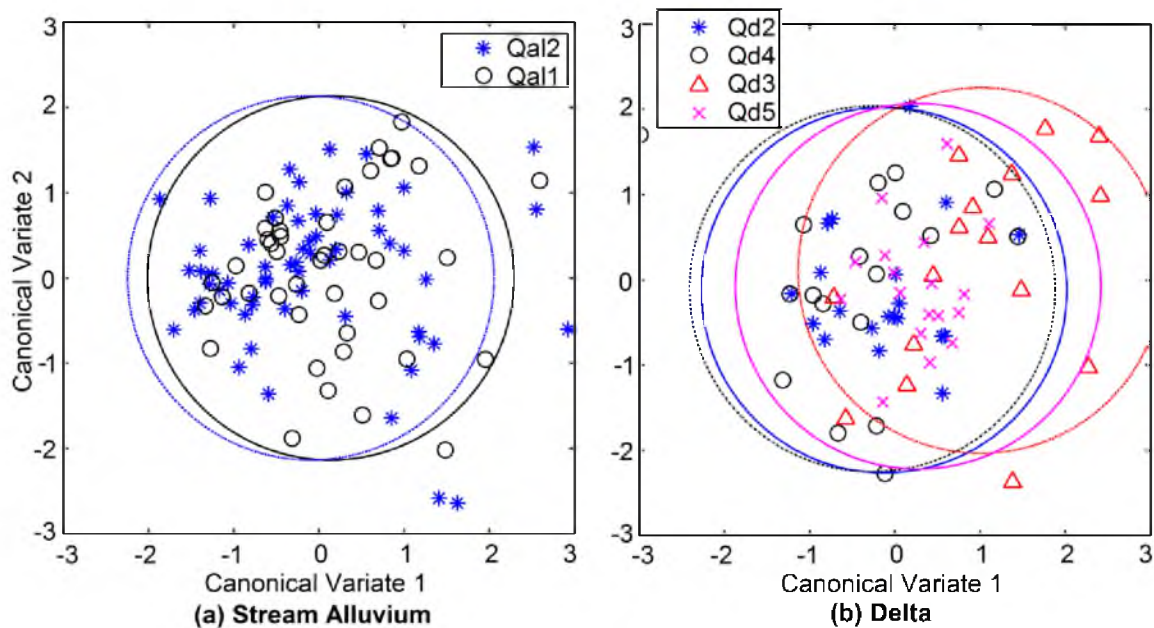 Qal2
Qal1
3
2
1
0
-1
-2
-3
Canonical Variate 2
-3
-2
-1
0
1
2
3
Canonical Variate 1
(a) Stream Alluvium
Qd2
Qd4
Qd3
Qd5
3
2
1
0
-1
-2
-3
-3
-2
-1
0
1
2
3
Canonical Variate 1
(b) Delta